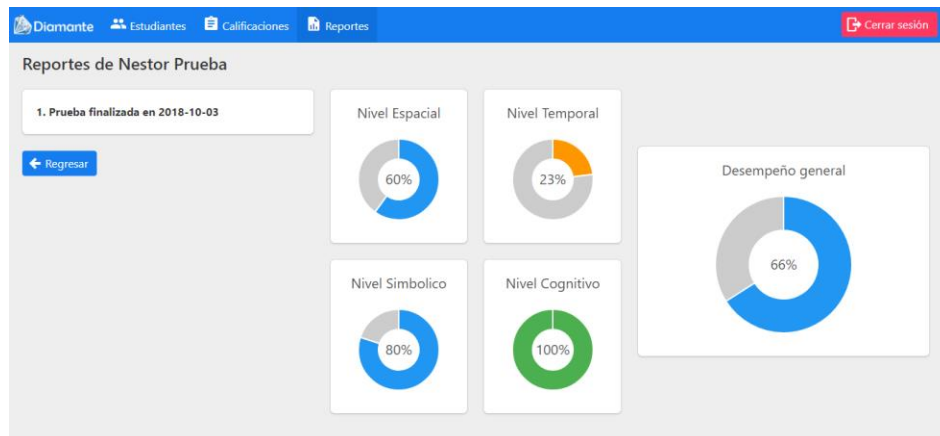 Diamante
Estudiantes
Calificaciones
Reportes
Cerrar sesión
Reportes de Nestor Prueba
1. Prueba finalizada en 2018-10-03
Regresar
Nivel Espacial
60%
Nivel Temporal
23%
Nivel Simbolico
80%
Nivel Cognitivo
100%
Desempeño general
66%